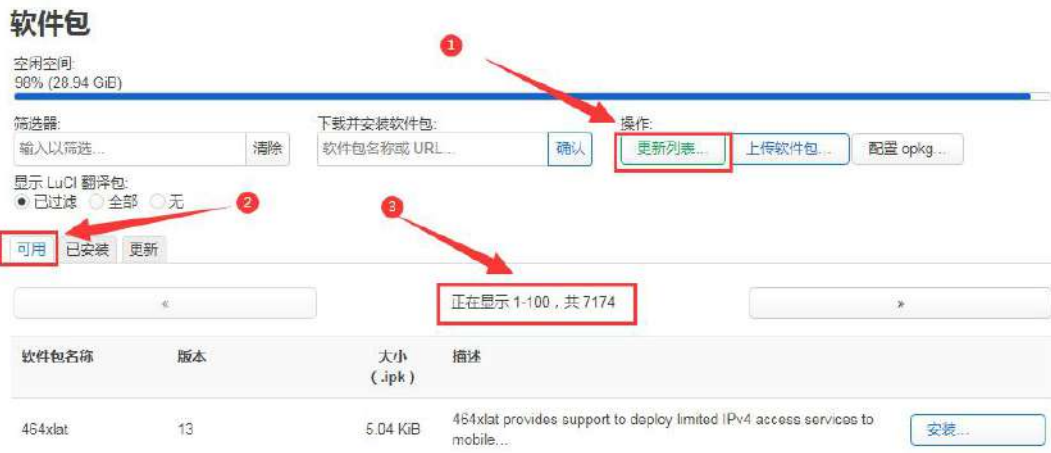 软件包
空闲空间:
98% (28.94 GiB)
1
筛选器:
下载并安装软件包:
操作:
输入以筛选...
清除
软件包名称或 URL...
确认
更新列表...
上传软件包...
配置 opkg...
显示 LuCI 翻译包:
已过滤 全部 无
2
3
可用 已安装 更新
«
正在显示 1-100，共 7174
»
软件包名称 版本 大小 描述
(.ipk)
464xlat 13 5.04 KiB 464xlat provides support to deploy limited IPv4 access services to
mobile...
安装...